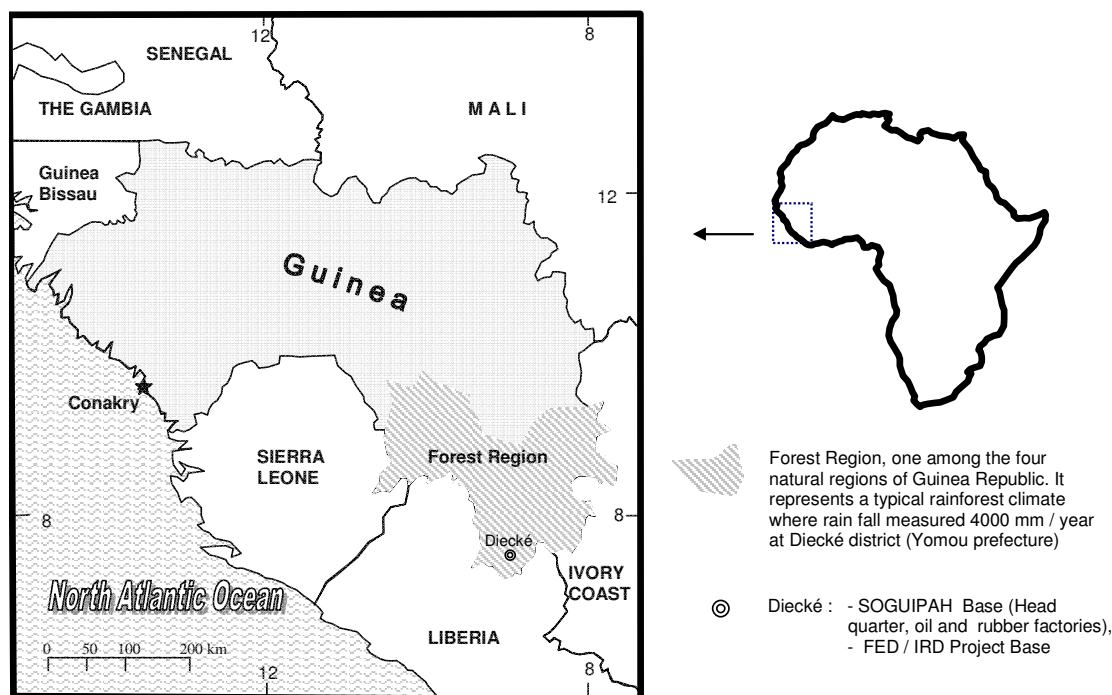 12
8
SENEGAL
THE GAMBIA
M A L I
Guinea
Bissau
12
Guinea
Conakry
SIERRA
LEONE
Forest Region
8
8
Diecké
IVORY
COAST
North Atlantic Ocean
LIBERIA
0 50 100 200 km
12
8
Forest Region, one among the four
natural regions of Guinea Republic. It
represents a typical rainforest climate
where rain fall measured 4000 mm / year
at Diecké district (Yomou prefecture)
Diecké : - SOGUIPAH Base (Head
quarter, oil and rubber factories),
- FED / IRD Project Base